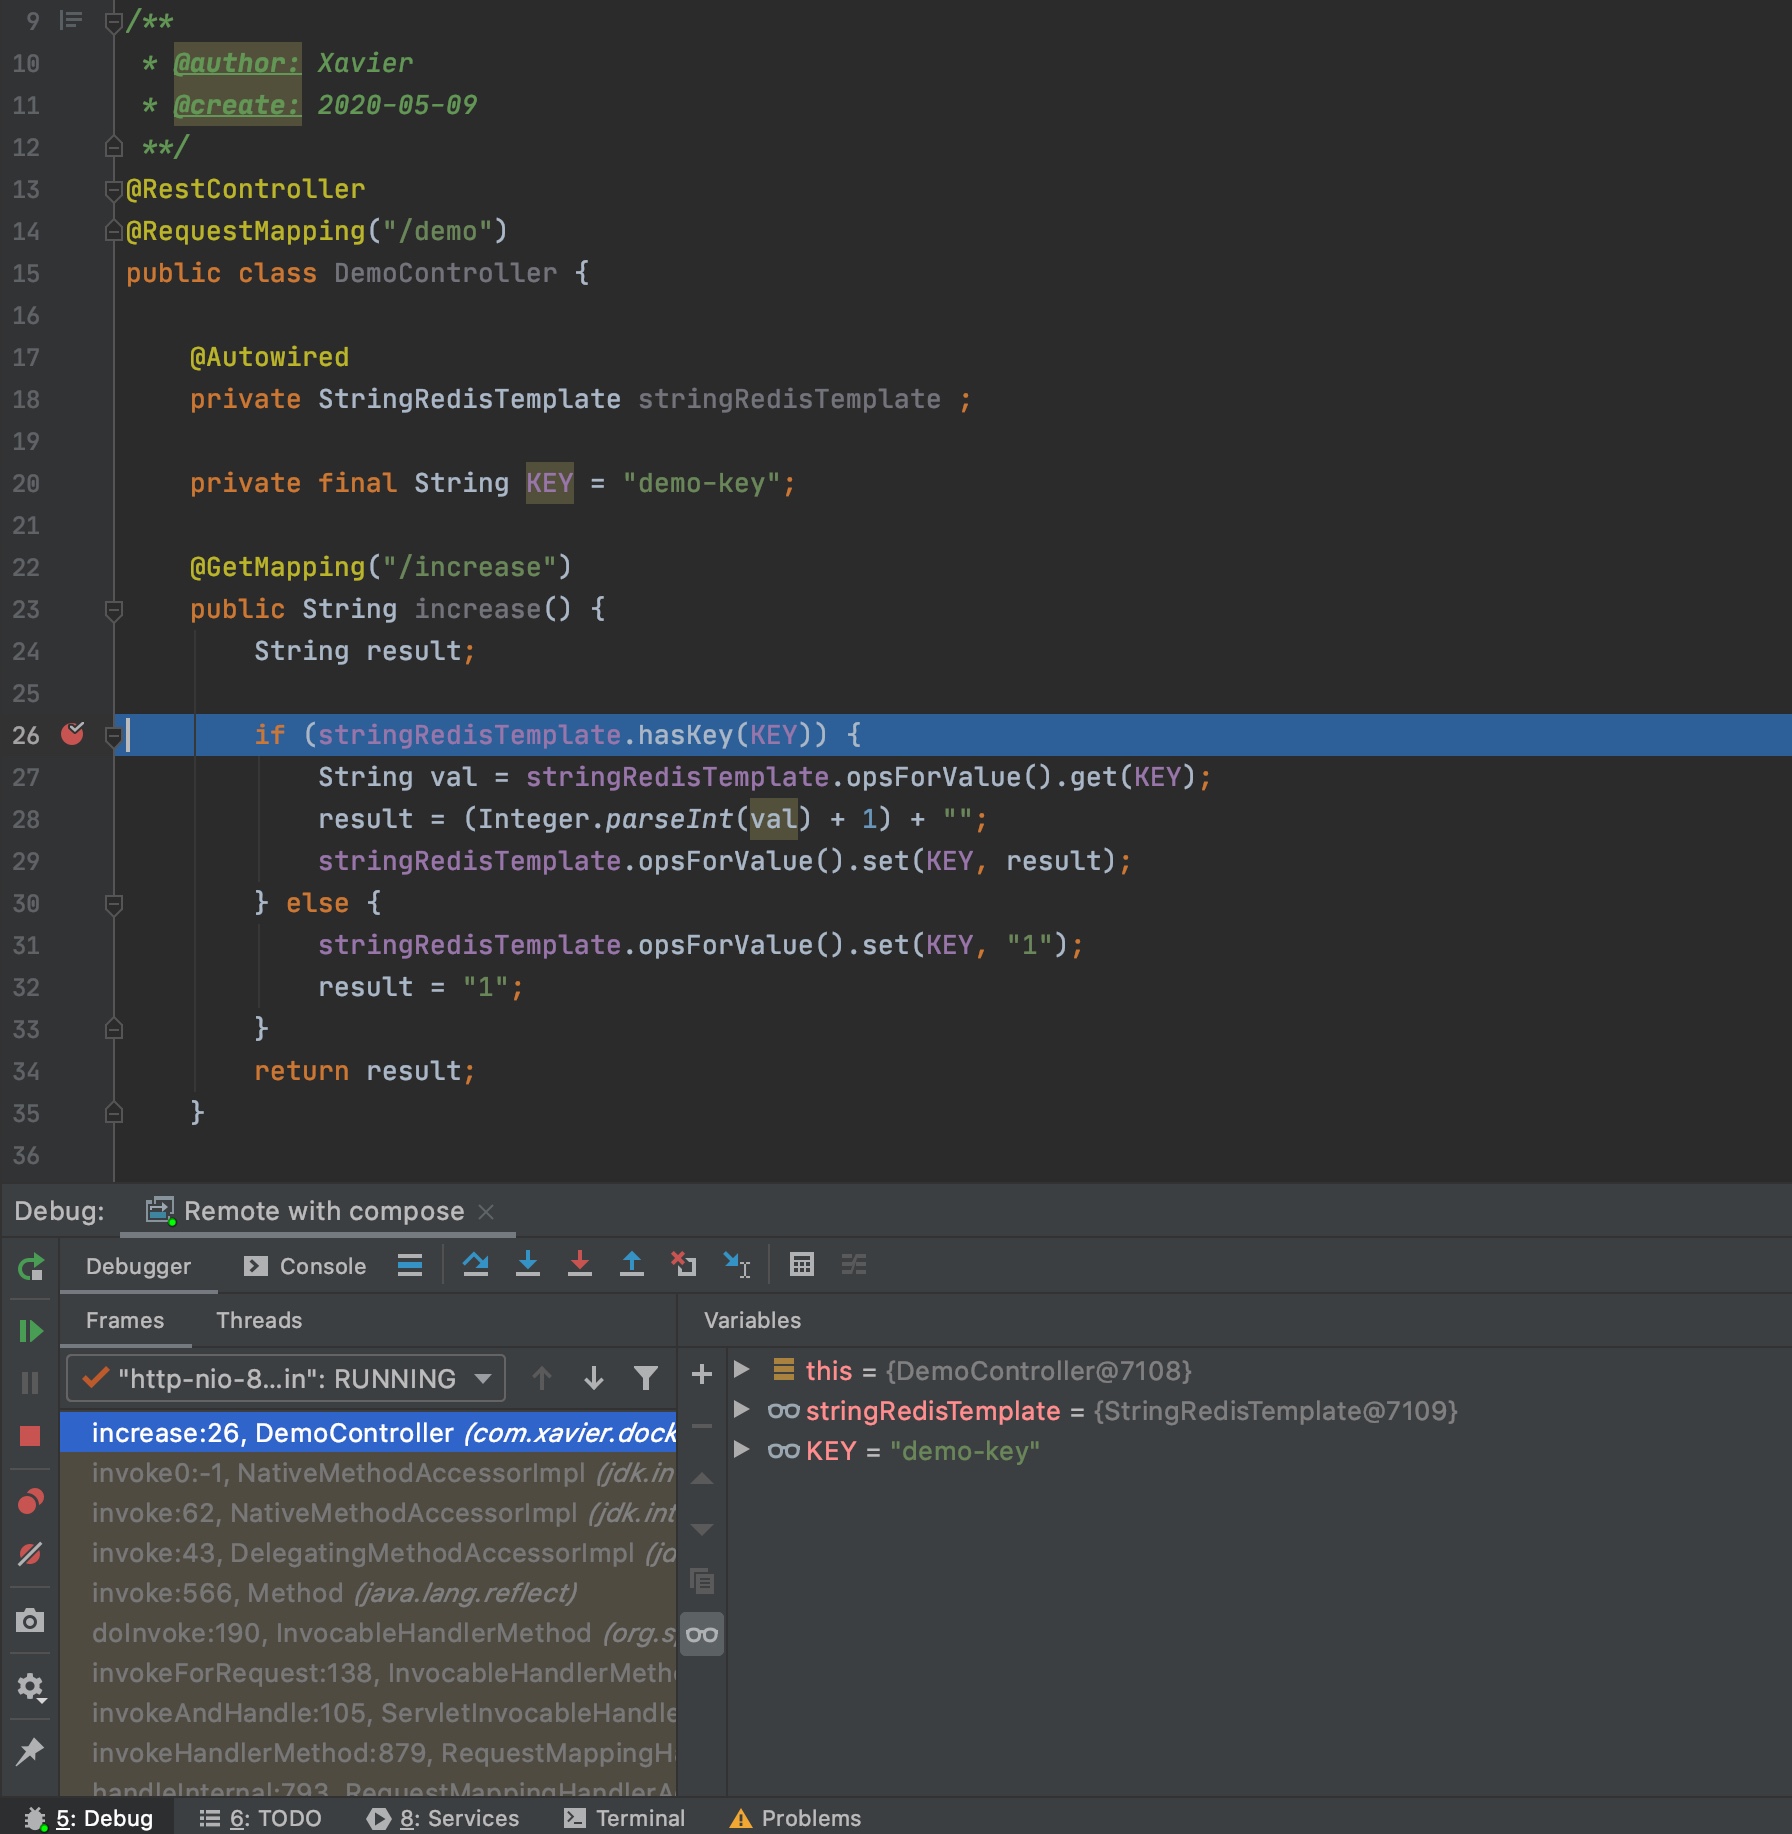 9 /**
10 * @author: Xavier
11 * @create: 2020-05-09
12 **/
13 @RestController
14 @RequestMapping("/demo")
15 public class DemoController {
16
17 @Autowired
18 private StringRedisTemplate stringRedisTemplate ;
19
20 private final String KEY = "demo-key";
21
22 @GetMapping("/increase")
23 public String increase() {
24 String result;
25
26 if (stringRedisTemplate.hasKey(KEY)) {
27 String val = stringRedisTemplate.opsForValue().get(KEY);
28 result = (Integer.parseInt(val) + 1) + "";
29 stringRedisTemplate.opsForValue().set(KEY, result);
30 } else {
31 stringRedisTemplate.opsForValue().set(KEY, "1");
32 result = "1";
33 }
34 return result;
35 }
36
Debug: Remote with compose
Debugger Console
Frames Threads Variables
"http-nio-8...in": RUNNING
increase:26, DemoController (com.xavier.dock
invoke0:-1, NativeMethodAccessorImpl (jdk.in
invoke:62, NativeMethodAccessorImpl (jdk.int
invoke:43, DelegatingMethodAccessorImpl (jd
invoke:566, Method (java.lang.reflect)
doInvoke:190, InvocableHandlerMethod (org.s
invokeForRequest:138, InvocableHandlerMeth
invokeAndHandle:105, ServletInvocableHandle
invokeHandlerMethod:879, RequestMappingH
handleInternal:793, RequestMappingHandlerA
this = {DemoController@7108}
stringRedisTemplate = {StringRedisTemplate@7109}
KEY = "demo-key"
5: Debug 6: TODO 8: Services Terminal Problems